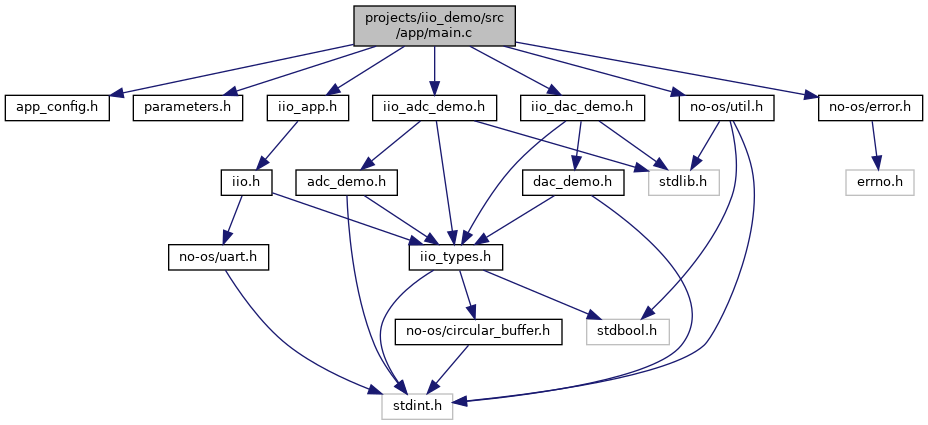 projects/iio_demo/src
/app/main.c
app_config.h
parameters.h
iio_app.h
iio_adc_demo.h
iio_dac_demo.h
no-os/util.h
no-os/error.h
iio.h
adc_demo.h
dac_demo.h
stdlib.h
errno.h
no-os/uart.h
iio_types.h
no-os/circular_buffer.h
stdbool.h
stdint.h